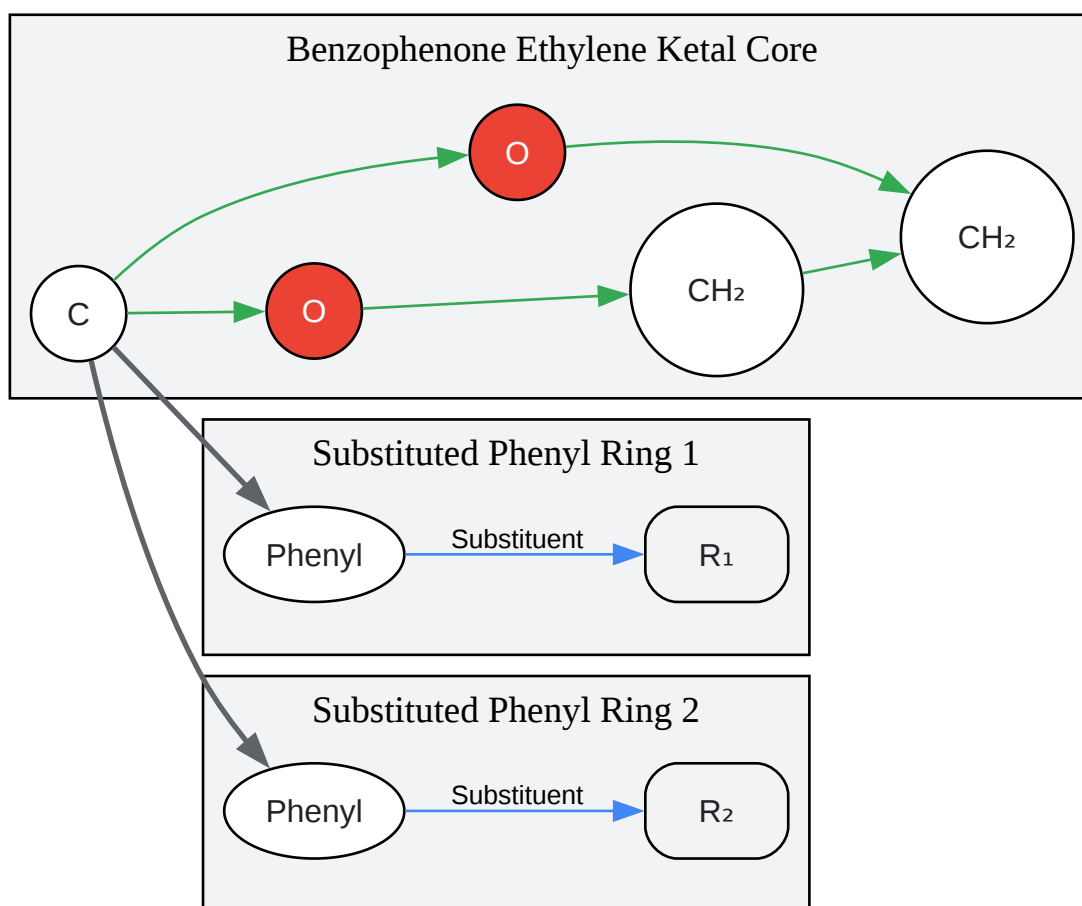 Benzophenone Ethylene Ketal Core
O
CH₂
C
O
CH₂
Substituted Phenyl Ring 1
Phenyl
Substituent
R₁
Substituted Phenyl Ring 2
Phenyl
Substituent
R₂